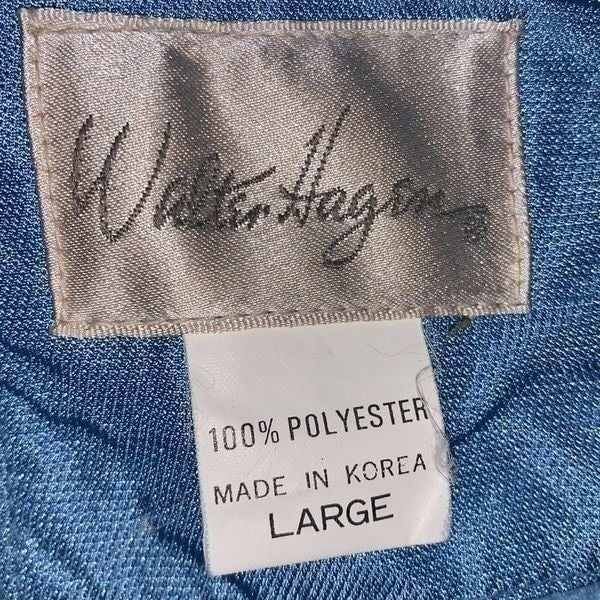 Walter Hagen ®
100% POLYESTER
MADE IN KOREA
LARGE